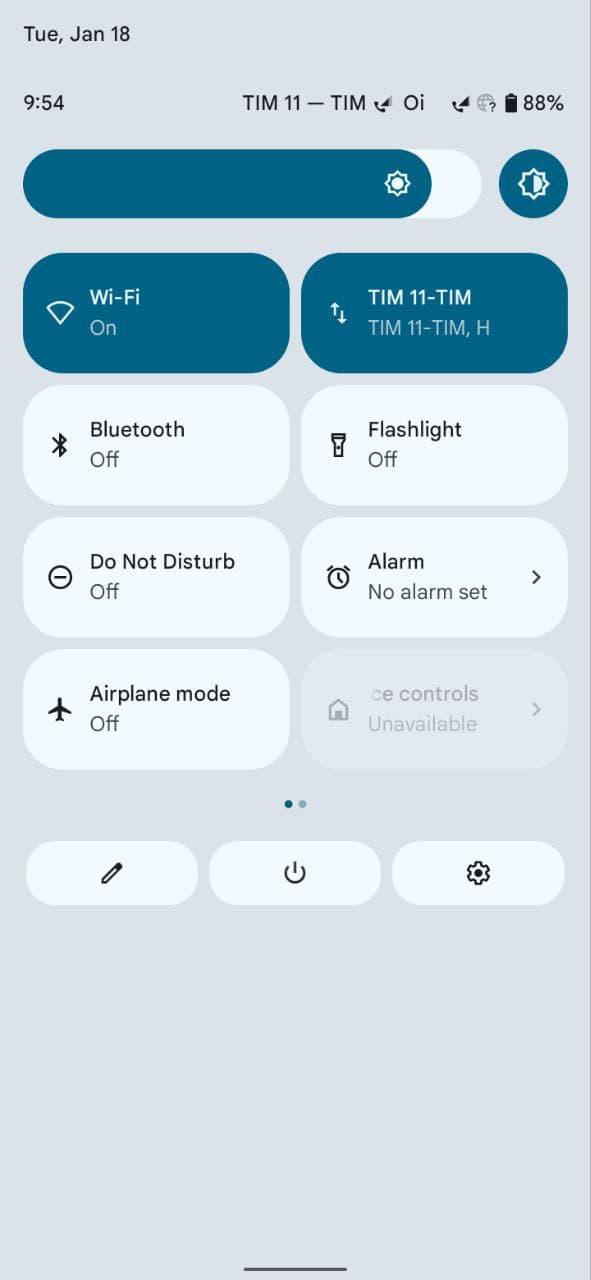 Tue, Jan 18
9:54 TIM 11 — TIM Oi 88%
Wi-Fi
On
TIM 11-TIM
TIM 11-TIM, H
Bluetooth
Off
Flashlight
Off
Do Not Disturb
Off
Alarm
No alarm set
Airplane mode
Off
ce controls
Unavailable